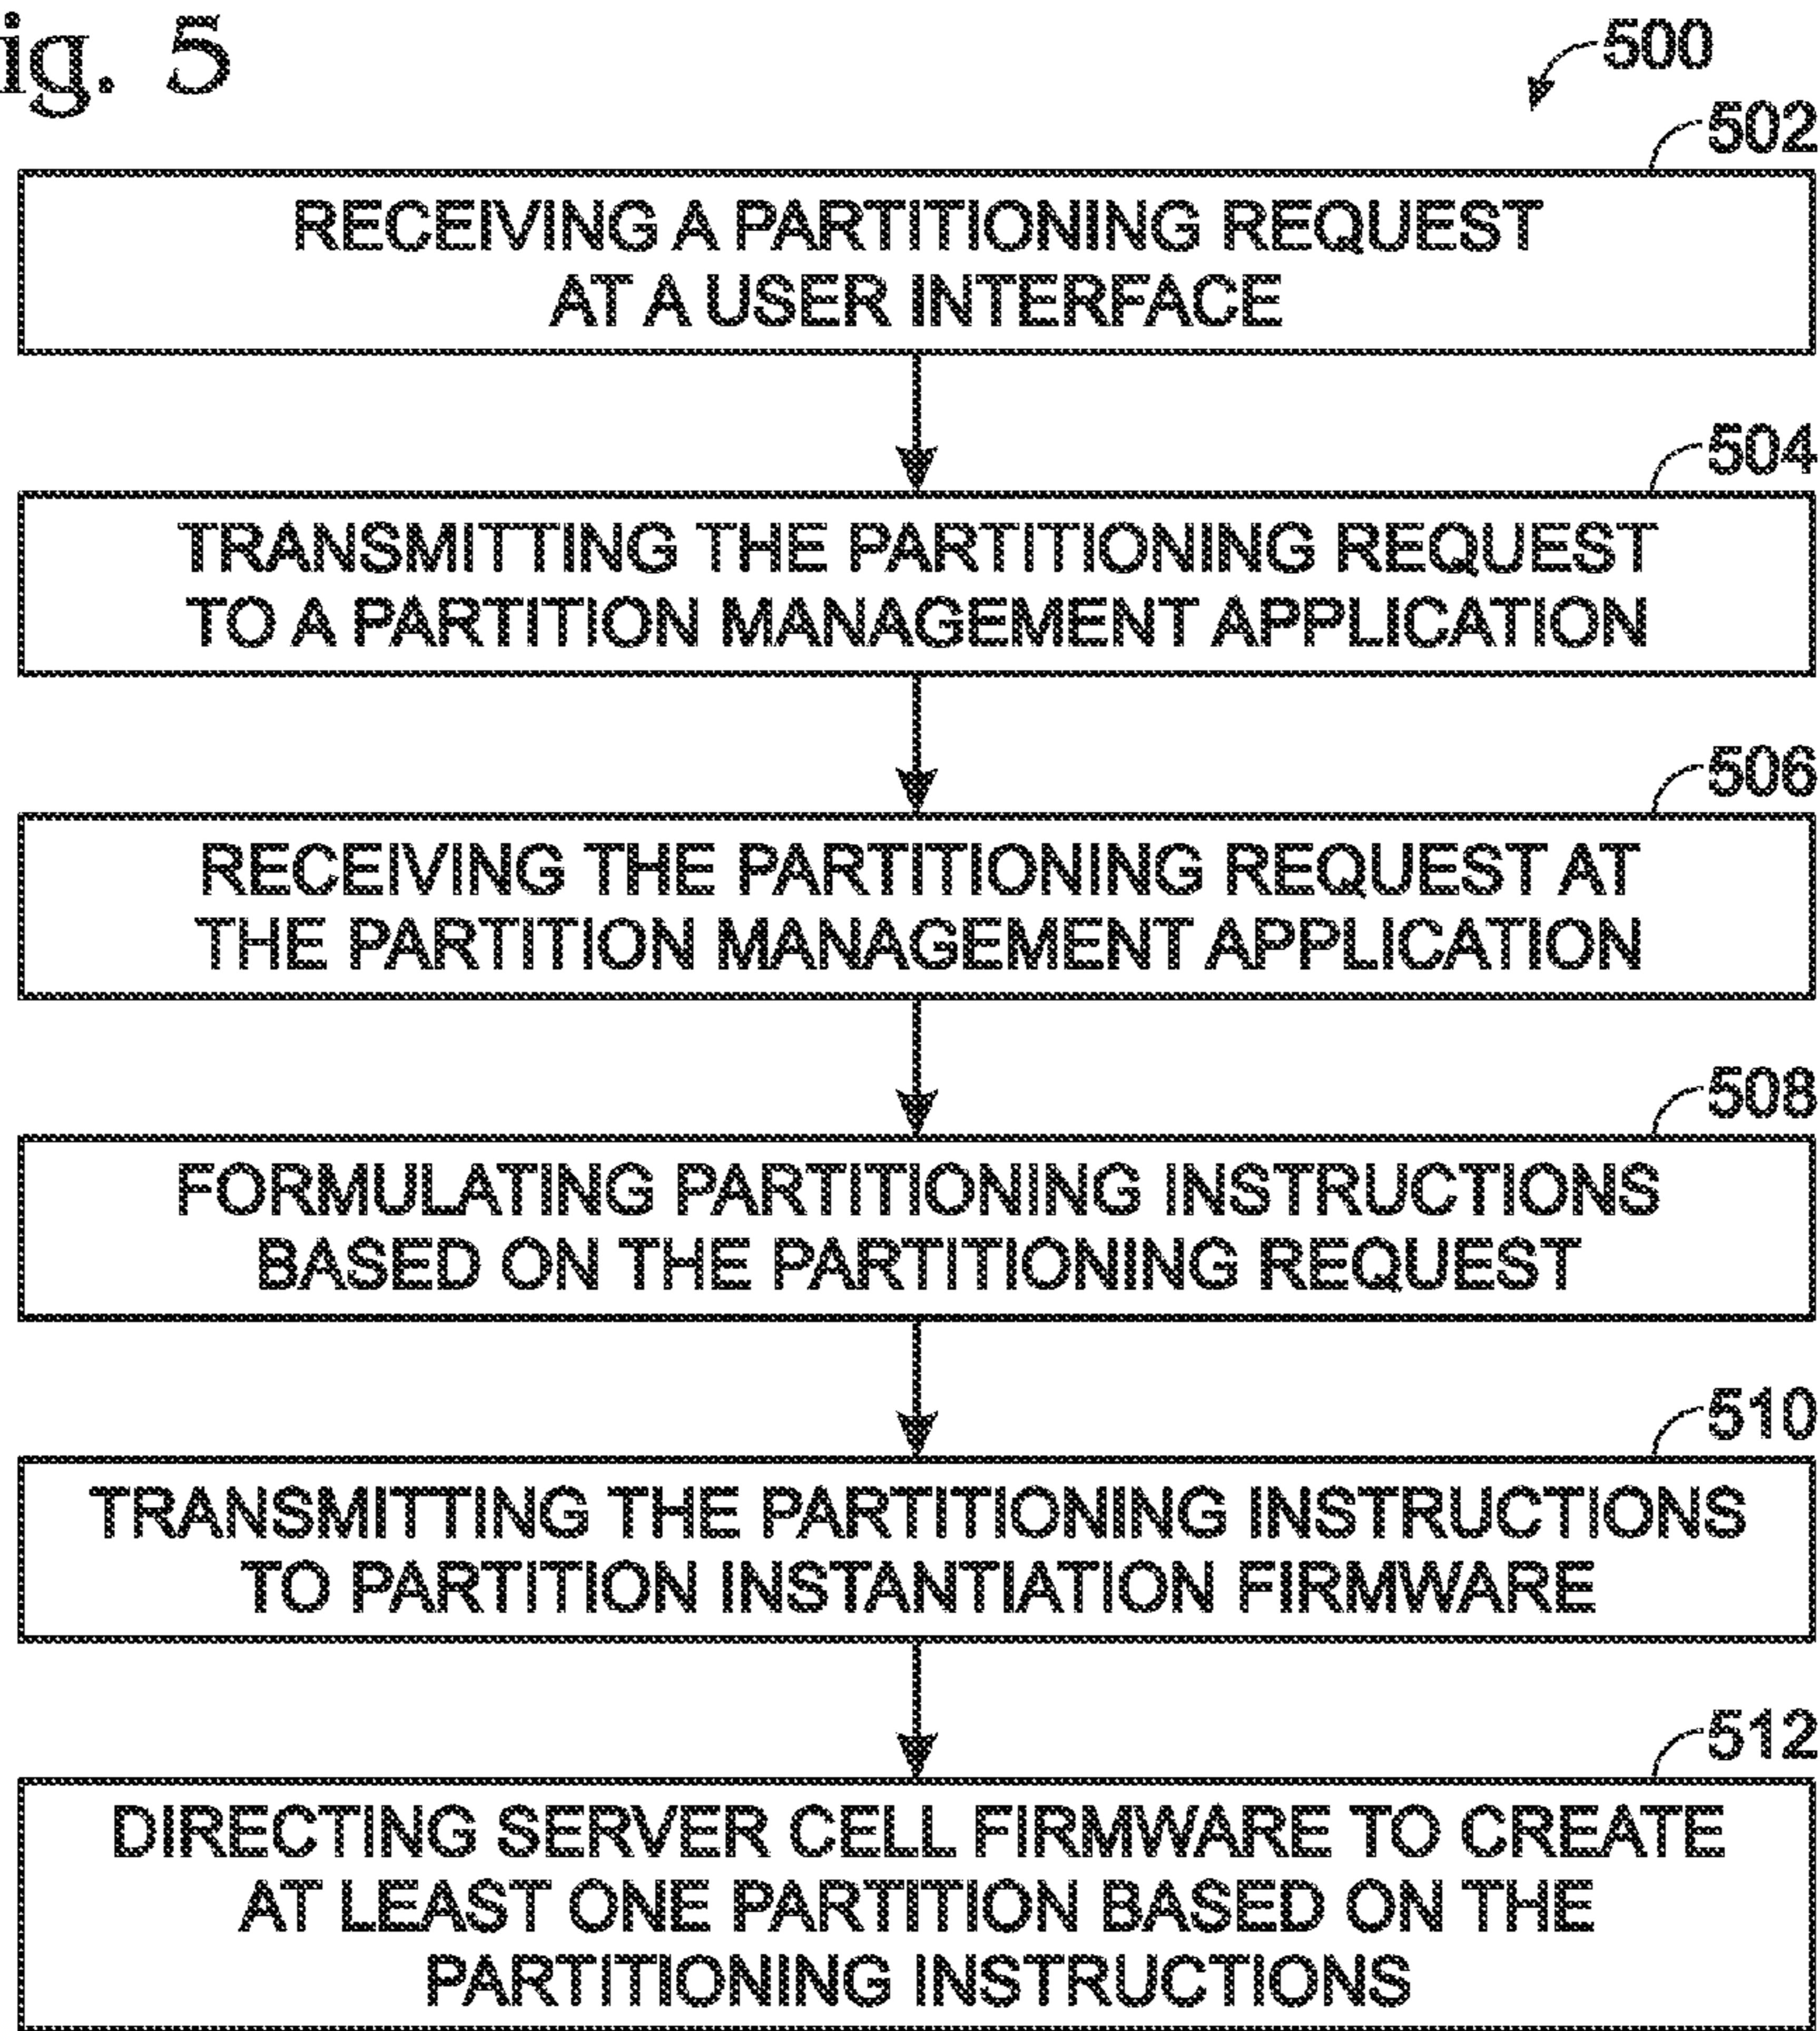 ig. 5
500
502
RECEIVING A PARTITIONING REQUEST
AT A USER INTERFACE
504
TRANSMITTING THE PARTITIONING REQUEST
TO A PARTITION MANAGEMENT APPLICATION
506
RECEIVING THE PARTITIONING REQUEST AT
THE PARTITION MANAGEMENT APPLICATION
508
FORMULATING PARTITIONING INSTRUCTIONS
BASED ON THE PARTITIONING REQUEST
510
TRANSMITTING THE PARTITIONING INSTRUCTIONS
TO PARTITION INSTANTIATION FIRMWARE
512
DIRECTING SERVER CELL FIRMWARE TO CREATE
AT LEAST ONE PARTITION BASED ON THE
PARTITIONING INSTRUCTIONS